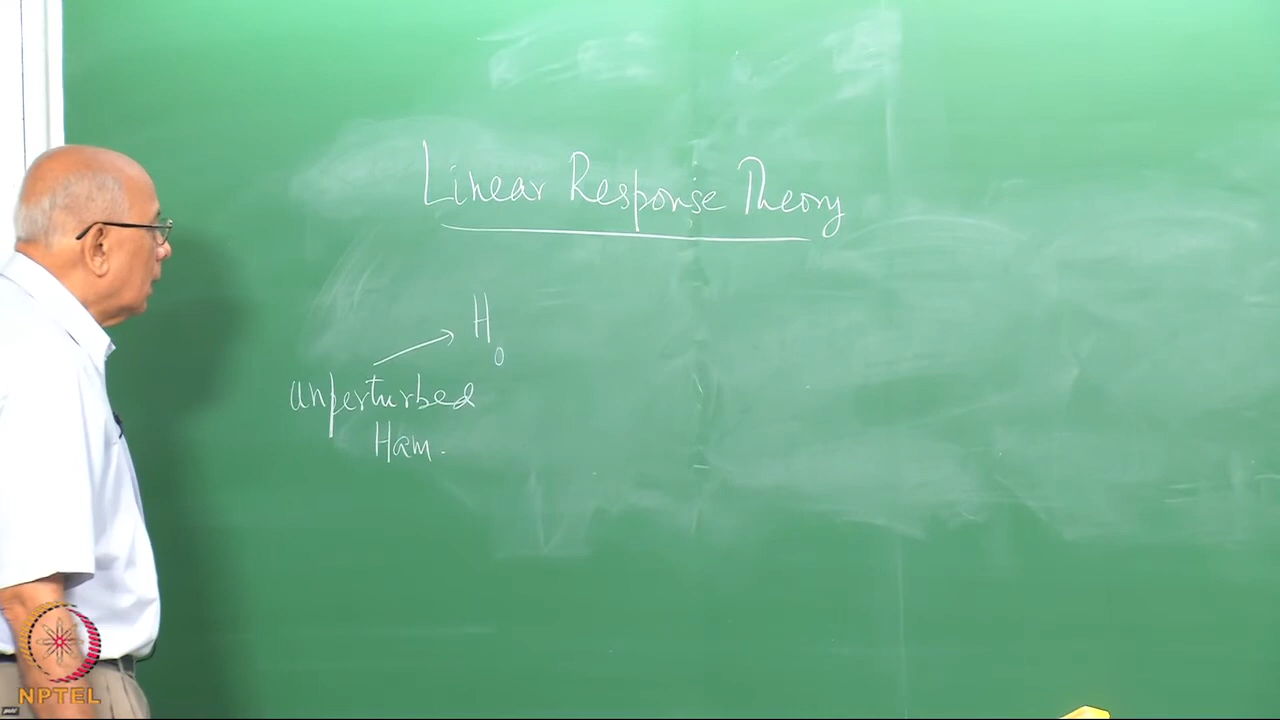 Linear Response Theory
H₀
unperturbed
Ham.
NPTEL